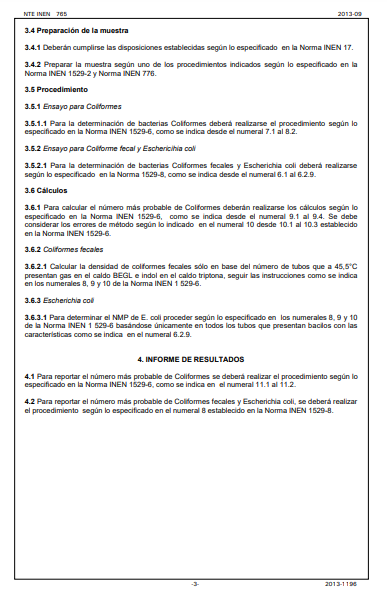 NTE INEN 765 2013-09
3.4 Preparación de la muestra
3.4.1 Deberán cumplirse las disposiciones establecidas según lo especificado en la Norma INEN 17.
3.4.2 Preparar la muestra según uno de los procedimientos indicados según lo especificado en la
Norma INEN 1529-2 y Norma INEN 776.
3.5 Procedimiento
3.5.1 Ensayo para Coliformes
3.5.1.1 Para la determinación de bacterias Coliformes deberá realizarse el procedimiento según lo
especificado en la Norma INEN 1529-6, como se indica desde el numeral 7.1 al 8.2.
3.5.2 Ensayo para Coliforme fecal y Eschericihia coli
3.5.2.1 Para la determinación de bacterias Coliformes fecales y Escherichia coli deberá realizarse
según lo especificado en la Norma 1529-8, como se indica desde el numeral 6.1 al 6.2.9.
3.6 Cálculos
3.6.1 Para calcular el número más probable de Coliformes deberán realizarse los cálculos según lo
especificado en la Norma INEN 1529-6, como se indica desde el numeral 9.1 al 9.4. Se debe
considerar los errores de método según lo indicado en el numeral 10 desde 10.1 al 10.3 establecido
en la Norma INEN 1529-6.
3.6.2 Coliformes fecales
3.6.2.1 Calcular la densidad de coliformes fecales sólo en base del número de tubos que a 45,5°C
presentan gas en el caldo BEGL e indol en el caldo triptona, seguir las instrucciones como se indica
en los numerales 8, 9 y 10 de la Norma INEN 1 529-6.
3.6.3 Escherichia coli
3.6.3.1 Para determinar el NMP de E. coli proceder según lo especificado en los numerales 8, 9 y 10
de la Norma INEN 1 529-6 basándose únicamente en todos los tubos que presentan bacilos con las
características como se indica en el numeral 6.2.9.
4. INFORME DE RESULTADOS
4.1 Para reportar el número más probable de Coliformes se deberá realizar el procedimiento según lo
especificado en la Norma INEN 1529-6, como se indica en el numeral 11.1 al 11.2.
4.2 Para reportar el número más probable de Coliformes fecales y Escherichia coli, se deberá realizar
el procedimiento según lo especificado en el numeral 8 establecido en la Norma INEN 1529-8.
-3- 2013-1196